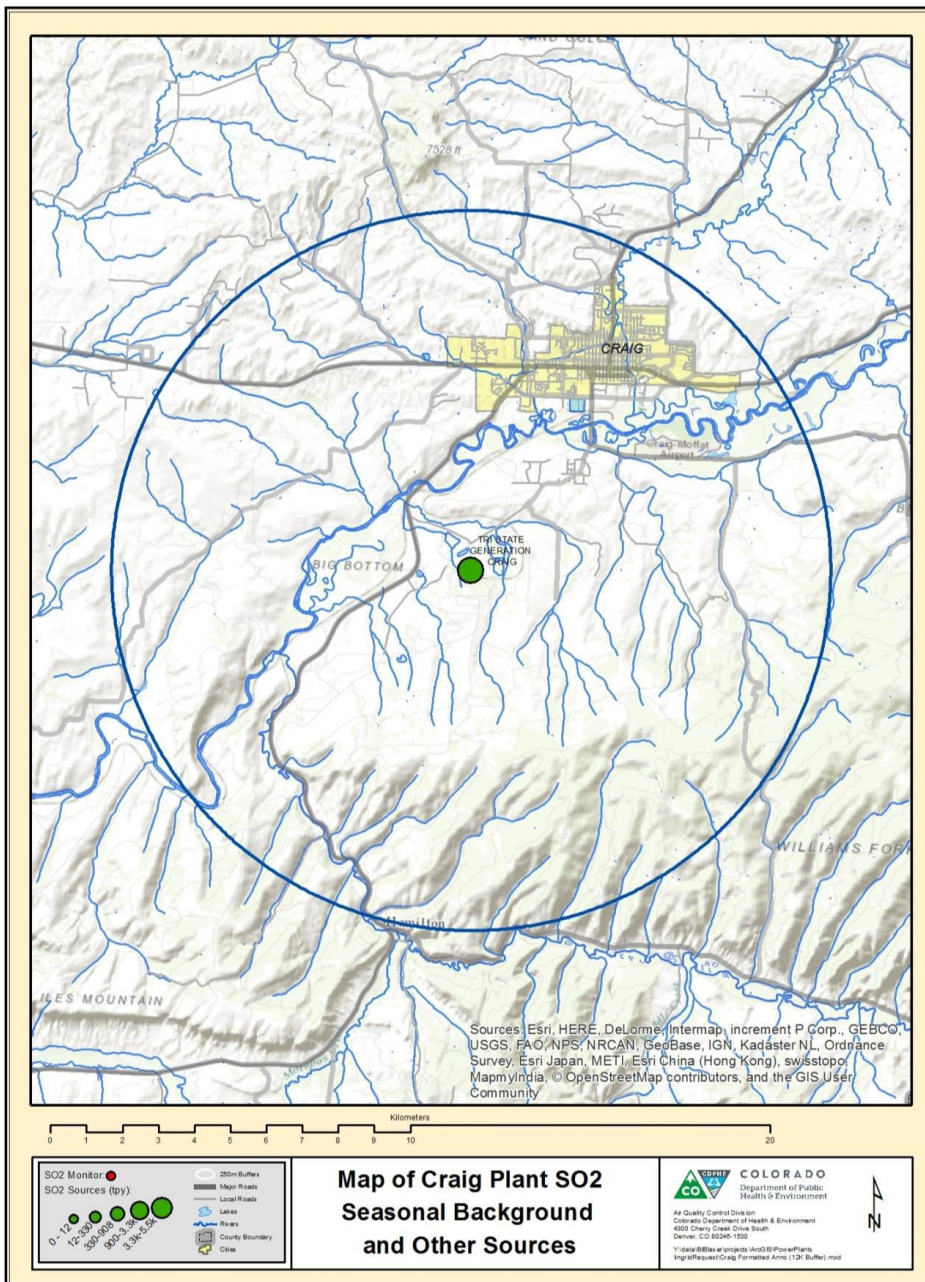 SAND GULCH
7528 ft
CRAIG
Craig-Moffat
Airport
TRI STATE
GENERATION
CRAIG
BIG BOTTOM
WILLIAMS FORK
Hamilton
ILES MOUNTAIN
Sources: Esri, HERE, DeLorme, Intermap, increment P Corp., GEBCO,
USGS, FAO, NPS, NRCAN, GeoBase, IGN, Kadaster NL, Ordnance
Survey, Esri Japan, METI, Esri China (Hong Kong), swisstopo,
MapmyIndia, © OpenStreetMap contributors, and the GIS User
Community
Kilometers
0 1 2 3 4 5 6 7 8 9 10 20
SO2 Monitor:
SO2 Sources (tpy):
0 - 12
12-330
330-908
900-3.3k
3.3k-5.5k
250m Buffers
Major Roads
Local Roads
Lakes
Rivers
County Boundary
Cities
Map of Craig Plant SO2
Seasonal Background
and Other Sources
CO
CDPHE
COLORADO
Department of Public
Health & Environment
Air Quality Control Division
Colorado Department of Health & Environment
4300 Cherry Creek Drive South
Denver, CO 80246-1530
N